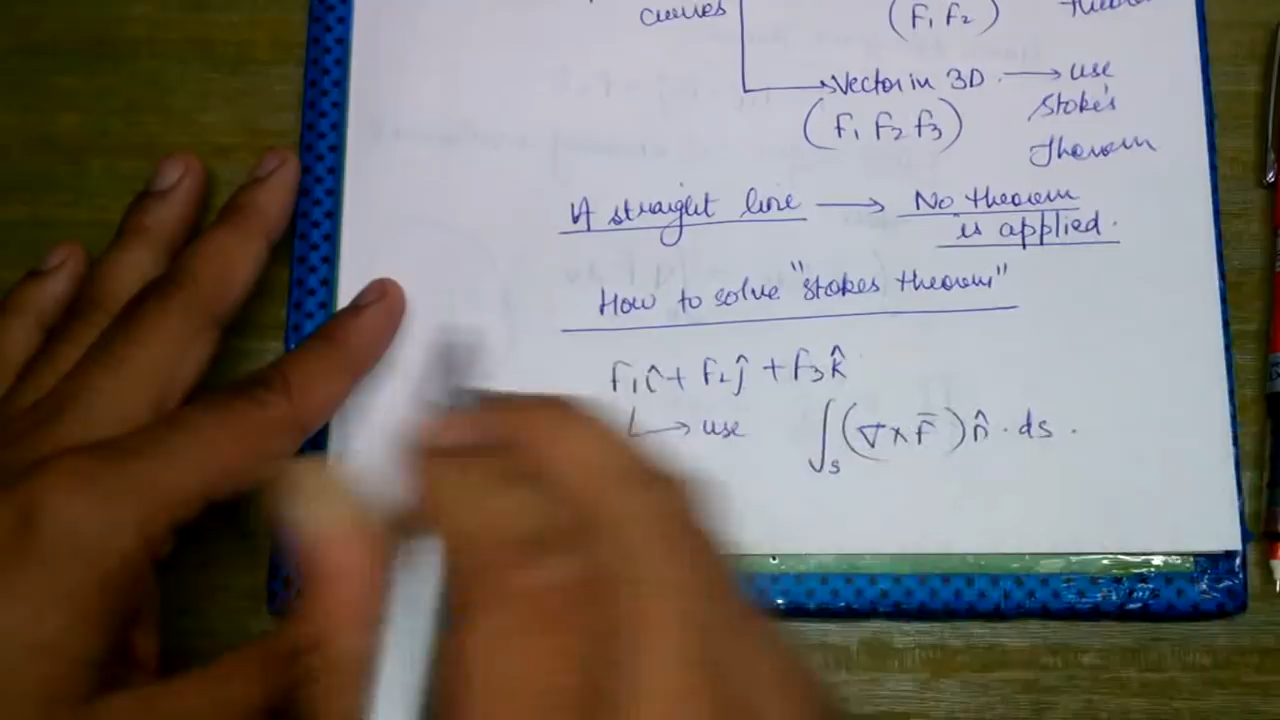 curves
(F₁ F₂)
Vector in 3D → use
(F₁ F₂ F₃)
Stoke's
A straight line → No theorem
is applied.
How to solve "stokes theorem"
F₁î + F₂ĵ + F₃k̂
↳ use ∫ₛ(∇×F̄)n̂·ds.